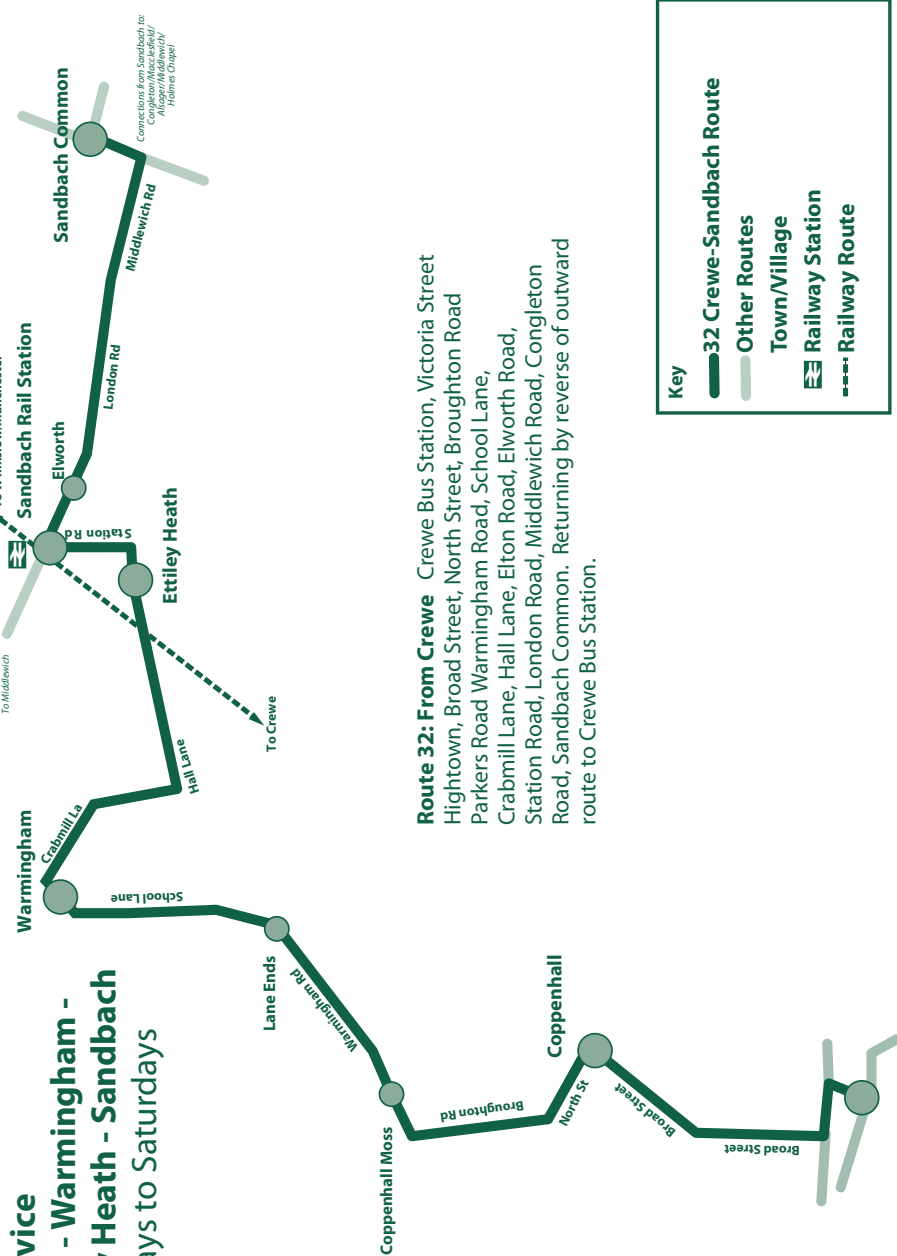 vice
- Warmingham -
Heath - Sandbach
ays to Saturdays
Warmingham
Crabmill La
School Lane
Hall Lane
Lane Ends
Warmingham Rd
Coppenhall Moss
Broughton Rd
North St
Coppenhall
Broad Street
Broad Street
To Middlewich
Sandbach Rail Station
Elworth
Station Rd
Ettiley Heath
To Crewe
London Rd
Middlewich Rd
Sandbach Common
Connections from Sandbach to:
Congleton/Macclesfield/
Alsager/Middlewich/
Holmes Chapel
Route 32: From Crewe Crewe Bus Station, Victoria Street
Hightown, Broad Street, North Street, Broughton Road
Parkers Road Warmingham Road, School Lane,
Crabmill Lane, Hall Lane, Elton Road, Elworth Road,
Station Road, London Road, Middlewich Road, Congleton
Road, Sandbach Common. Returning by reverse of outward
route to Crewe Bus Station.
Key
32 Crewe-Sandbach Route
Other Routes
Town/Village
Railway Station
Railway Route